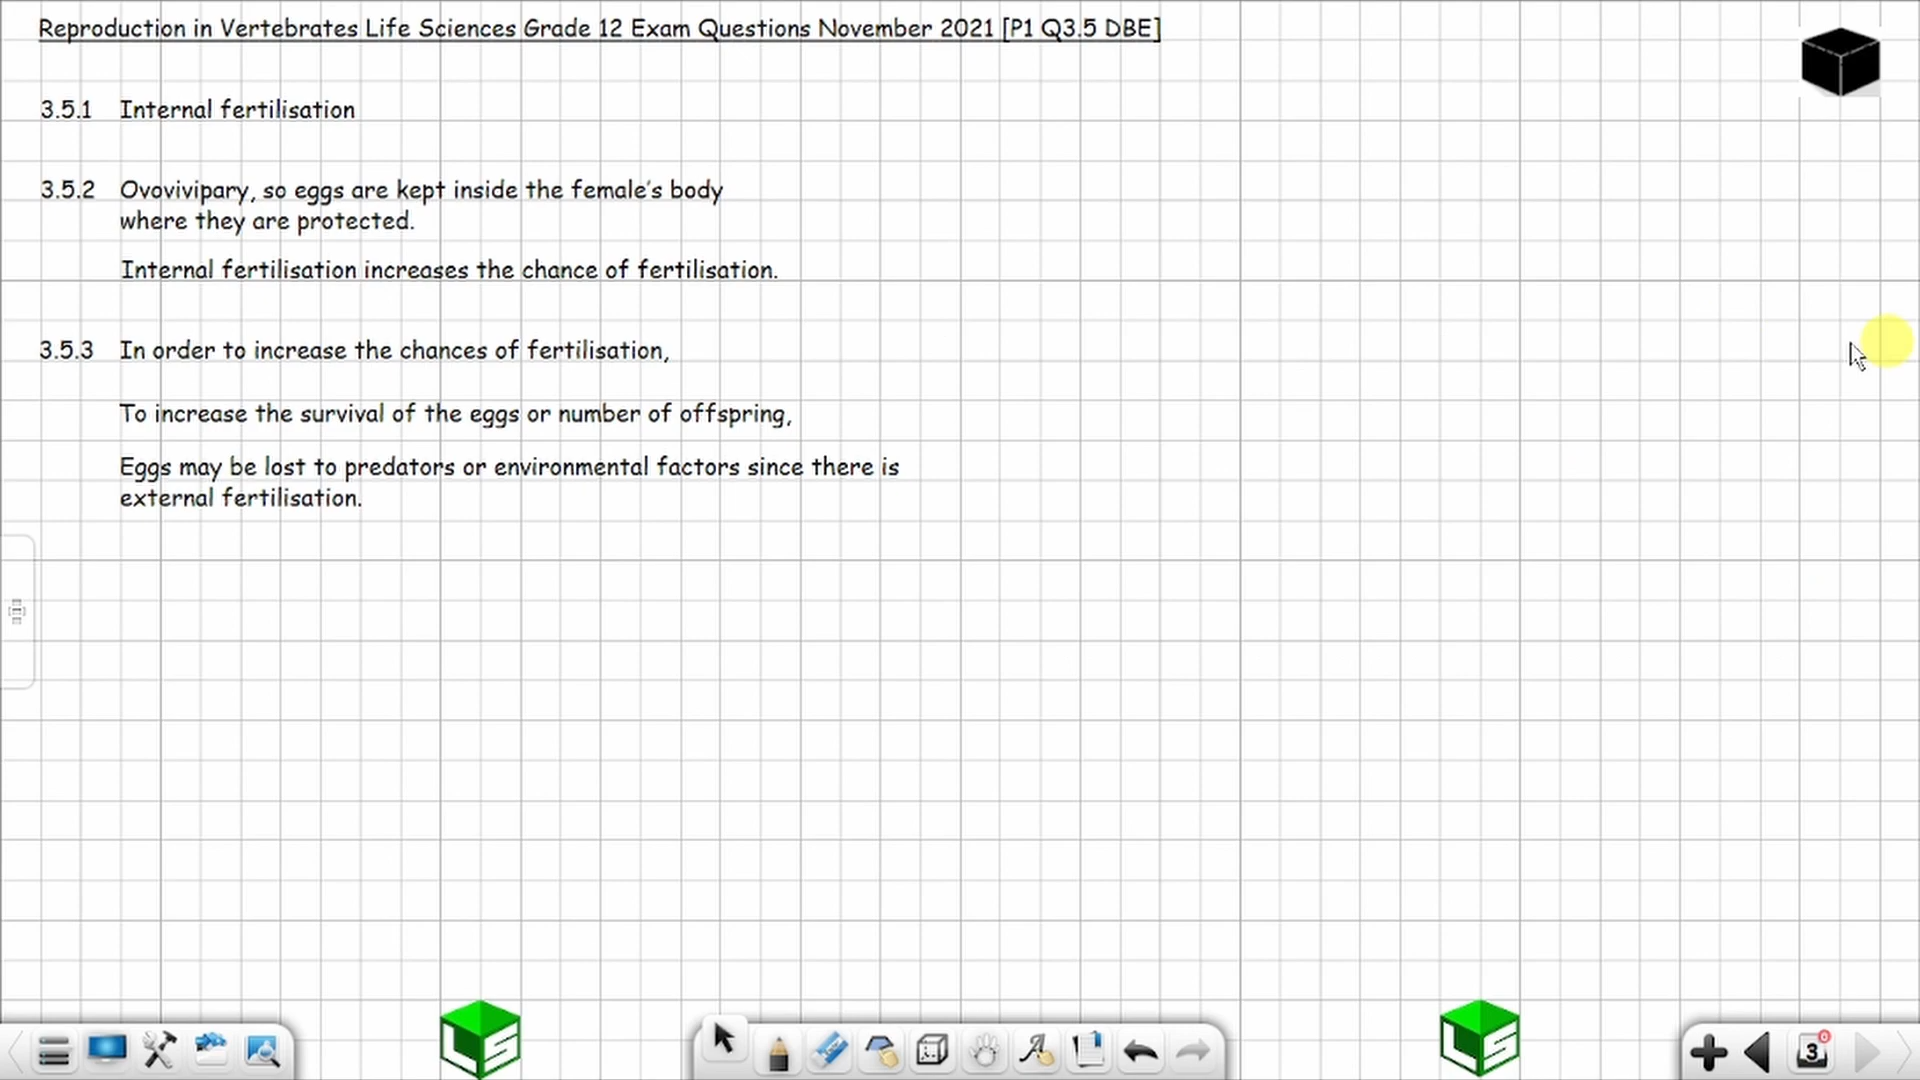 Reproduction in Vertebrates Life Sciences Grade 12 Exam Questions November 2021 [P1 Q3.5 DBE]
3.5.1 Internal fertilisation
3.5.2 Ovovivipary, so eggs are kept inside the female's body
where they are protected.
Internal fertilisation increases the chance of fertilisation.
3.5.3 In order to increase the chances of fertilisation,
To increase the survival of the eggs or number of offspring,
Eggs may be lost to predators or environmental factors since there is
external fertilisation.
LS
LS
3
0